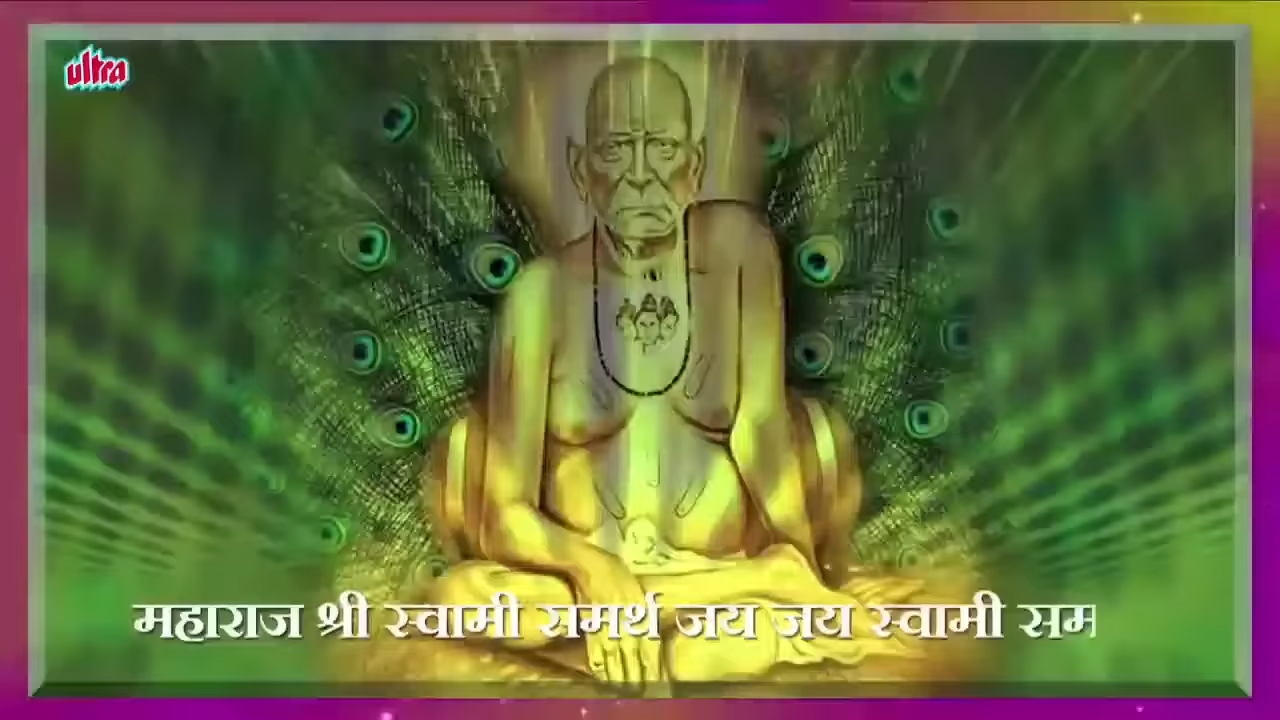 ultra
महाराज श्री स्वामी समर्थ जय जय स्वामी सम